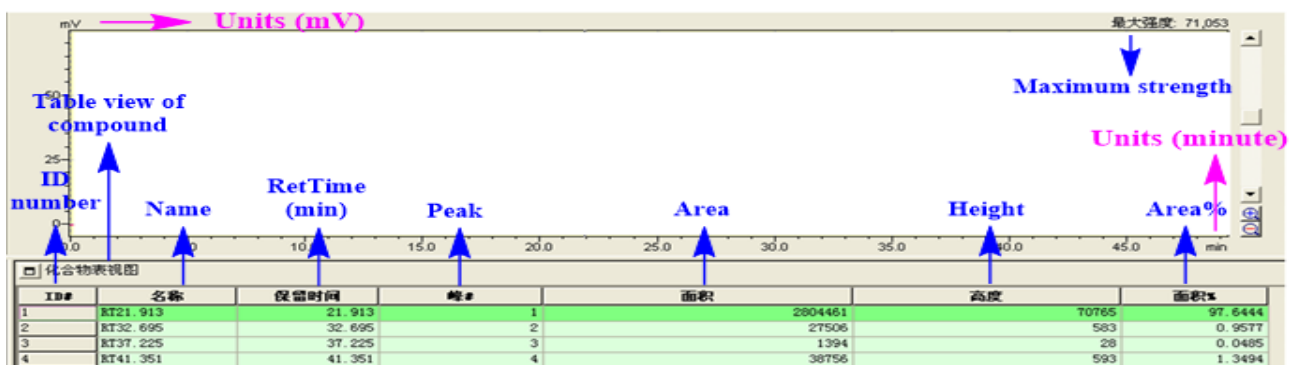 mV Units (mV) 最大强度: 71,053
Maximum strength
50
Table view of
compound
Units (minute)
25
ID
number Name RetTime
(min) Peak Area Height Area%
0
0.0 5.0 10.0 15.0 20.0 25.0 30.0 35.0 40.0 45.0 min
化合物表视图
ID# 名称 保留时间 峰# 面积 高度 面积%
1 RT21.913 21.913 1 2804461 70765 97.6444
2 RT32.695 32.695 2 27506 583 0.9577
3 RT37.225 37.225 3 1394 28 0.0485
4 RT41.351 41.351 4 38756 593 1.3494